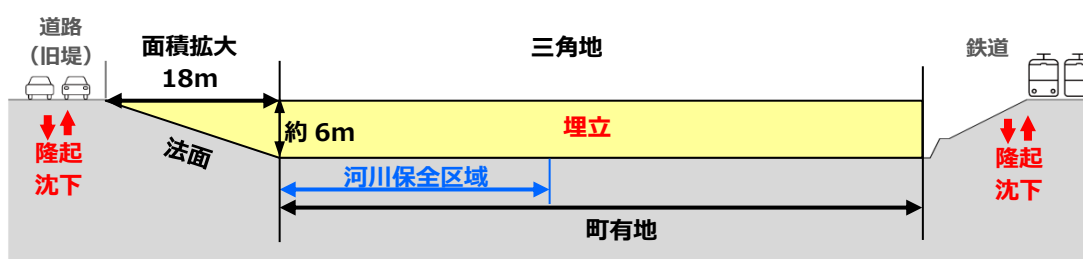 道路
（旧堤）
面積拡大
18m
三角地
鉄道
約 6m
埋立
法面
隆起
沈下
河川保全区域
隆起
沈下
町有地